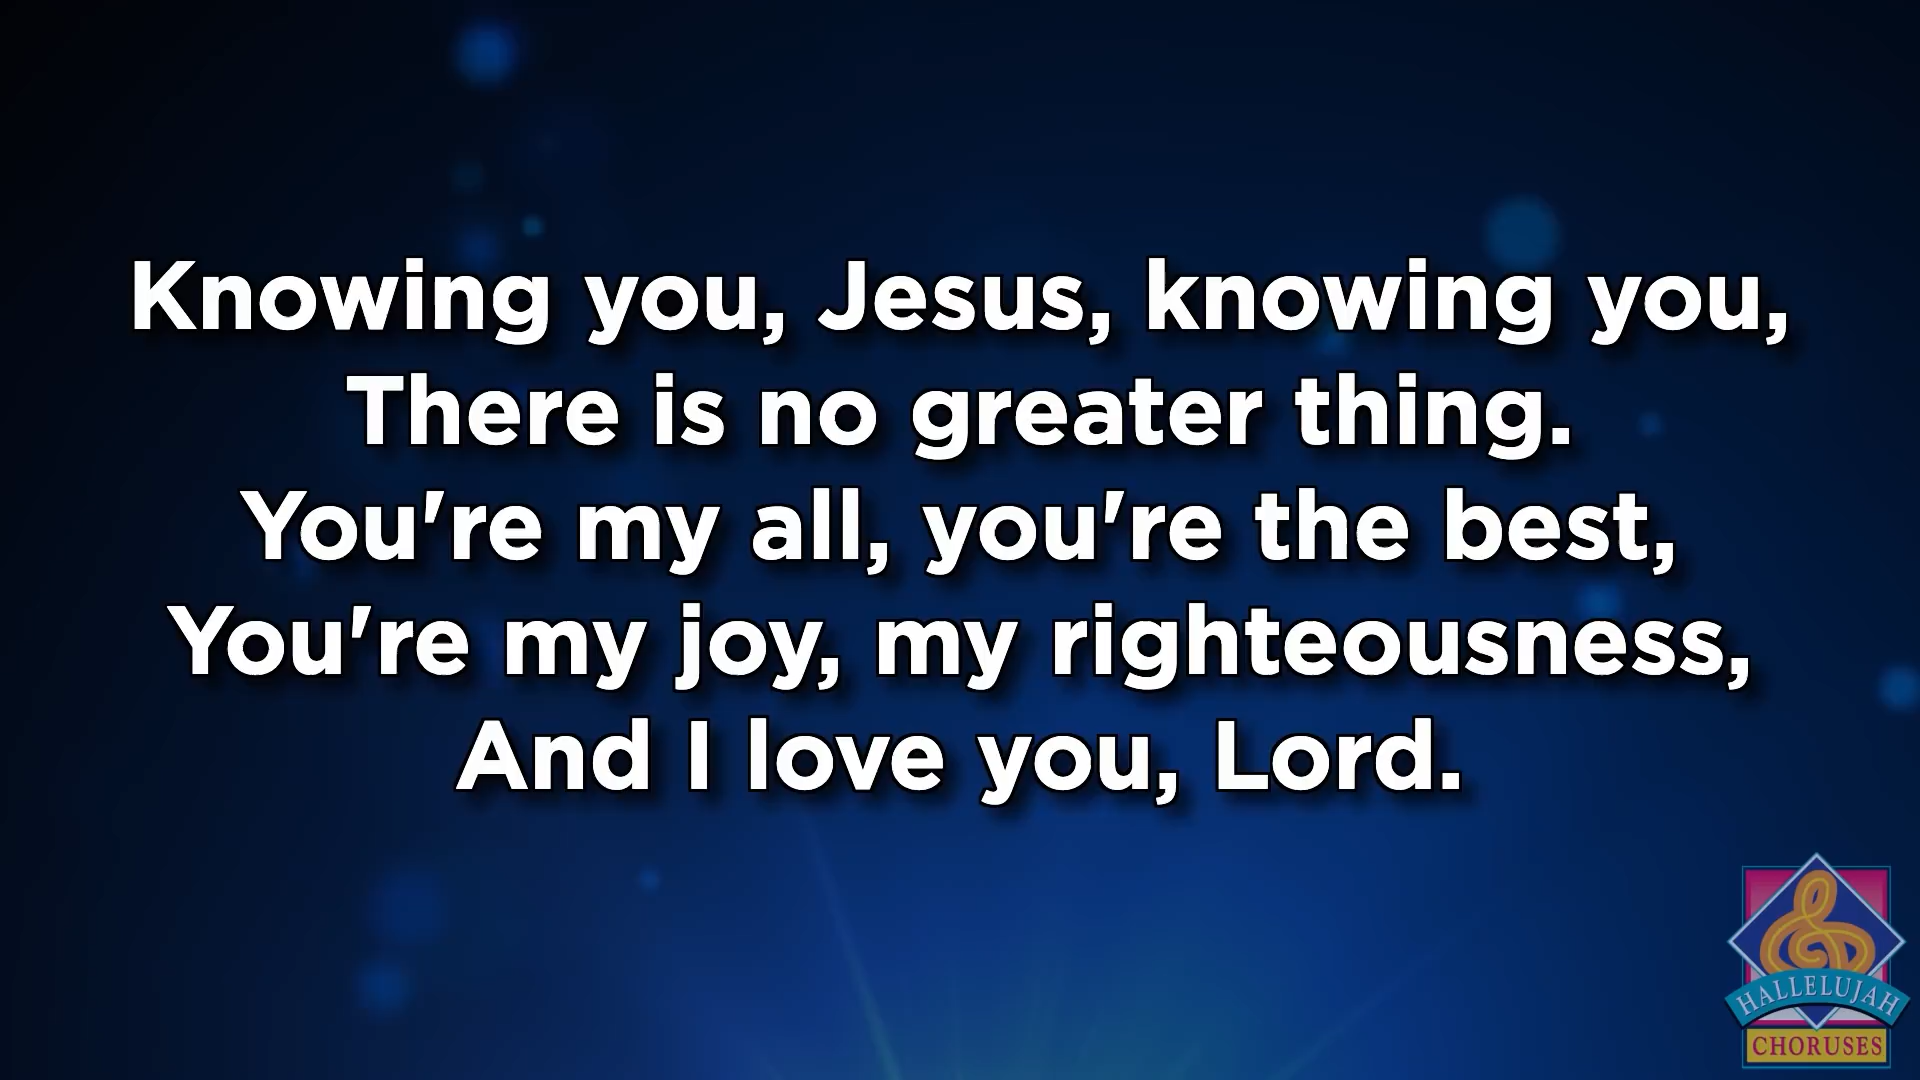 Knowing you, Jesus, knowing you,
There is no greater thing.
You're my all, you're the best,
You're my joy, my righteousness,
And I love you, Lord.
HALLELUJAH
CHORUSES